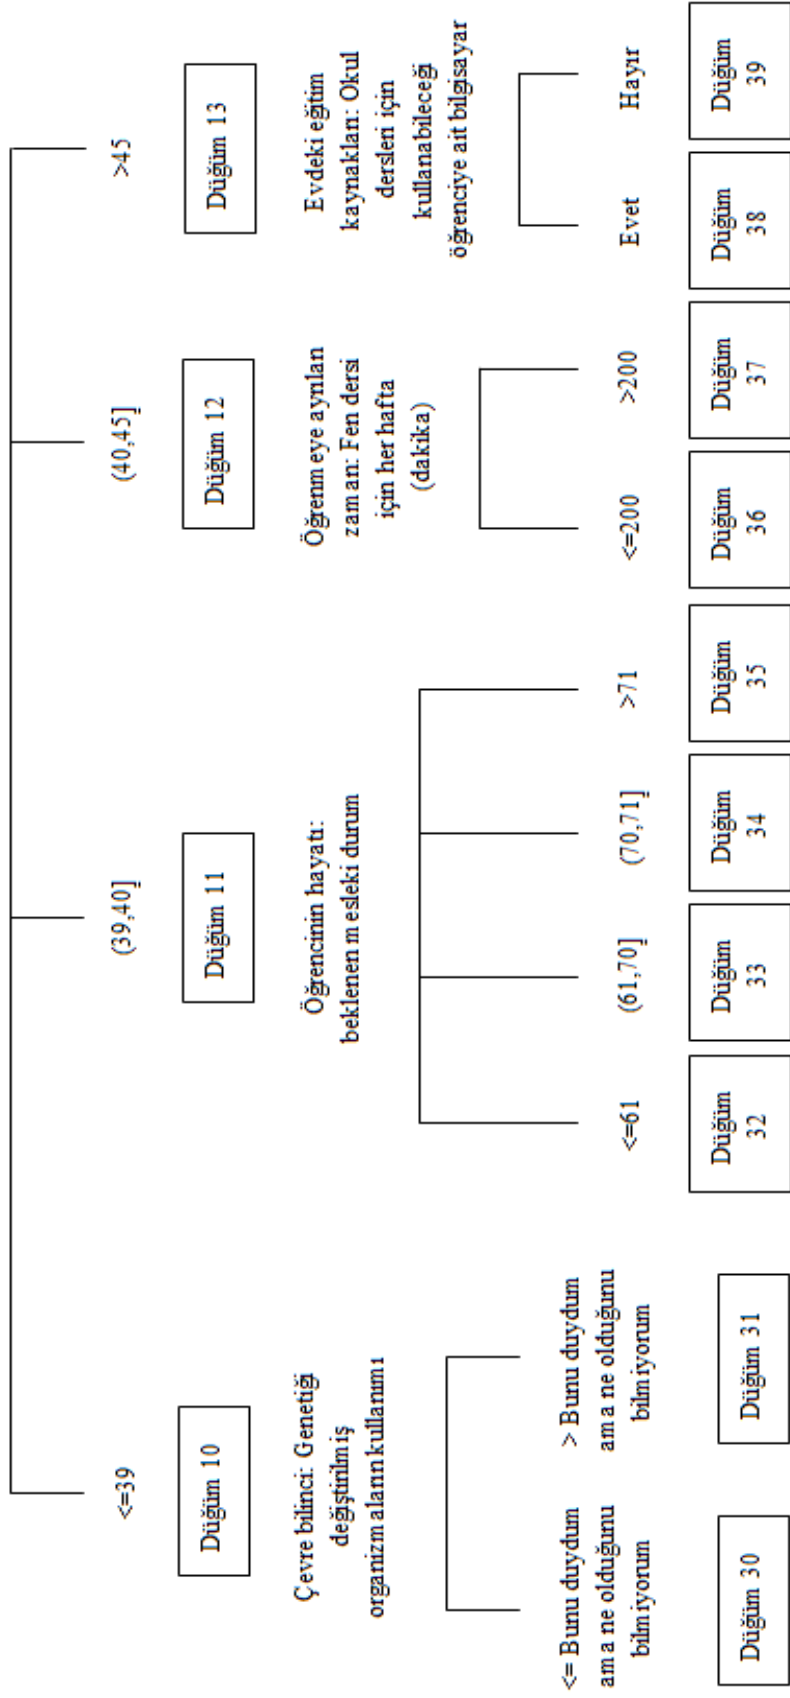 <=39
(39,40]
(40,45]
>45
Düğüm 10
Düğüm 11
Düğüm 12
Düğüm 13
Çevre bilinci: Genetiği
değiştirilmiş
organizmaların kullanımı
Öğrencinin hayatı:
beklenen mesleki durum
Öğrenmeye ayrılan
zaman: Fen dersi
için her hafta
(dakika)
Evdeki eğitim
kaynakları: Okul
dersleri için
kullanabileceği
öğrenciye ait bilgisayar
<= Bunu duydum
ama ne olduğunu
bilmiyorum
> Bunu duydum
ama ne olduğunu
bilmiyorum
<=61
(61,70]
(70,71]
>71
<=200
>200
Evet
Hayır
Düğüm 30
Düğüm 31
Düğüm
32
Düğüm
33
Düğüm
34
Düğüm
35
Düğüm
36
Düğüm
37
Düğüm
38
Düğüm
39